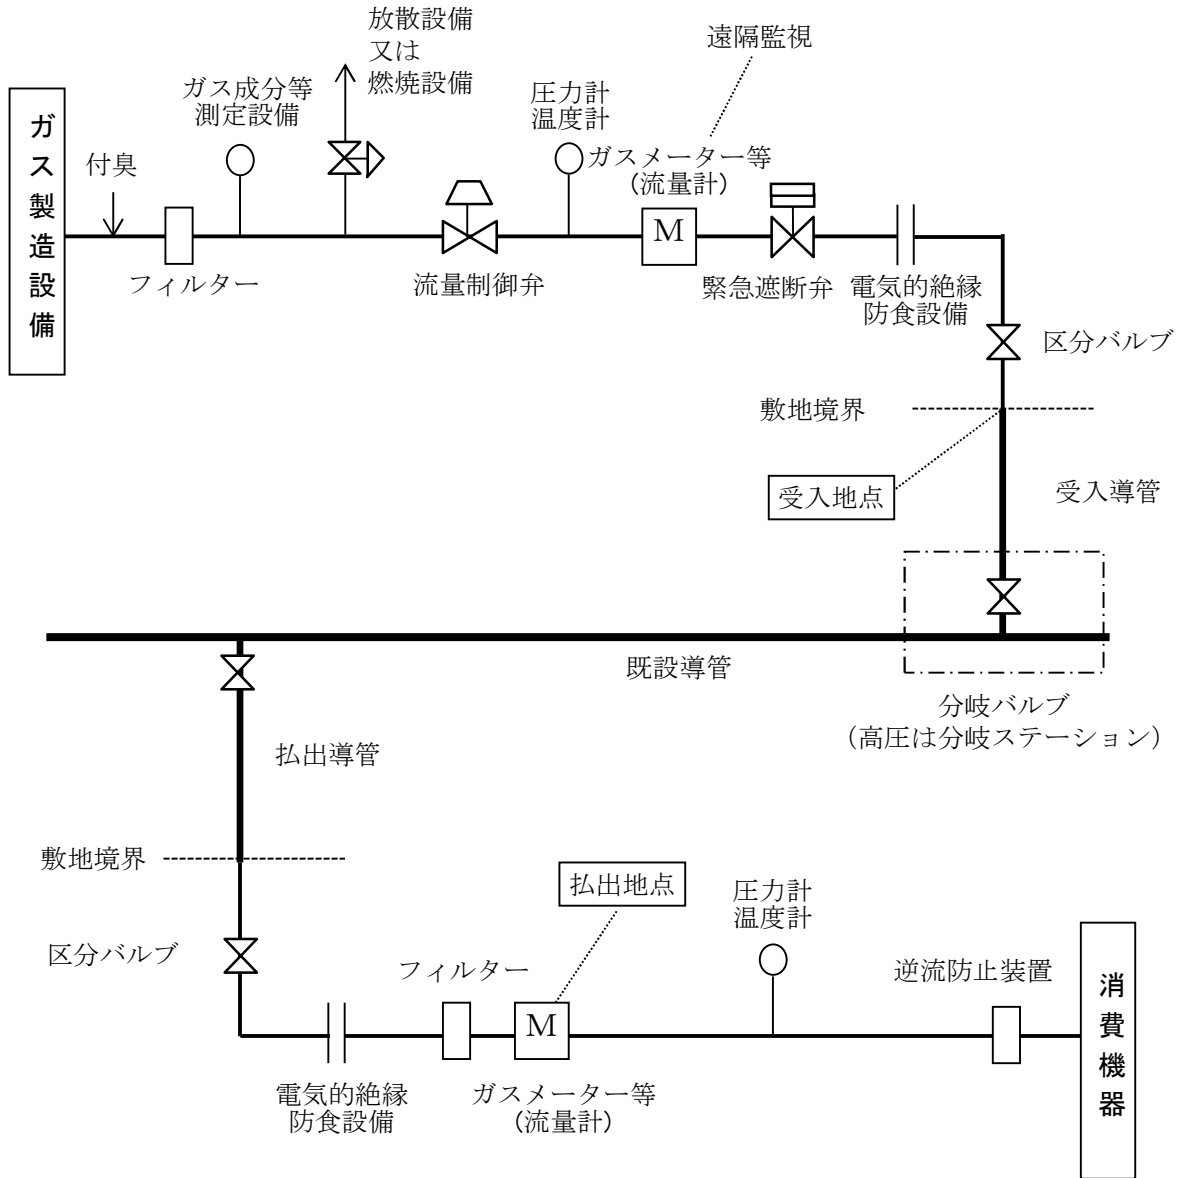 放散設備
又は
燃焼設備
遠隔監視
ガス成分等
測定設備
圧力計
温度計
ガス製造設備
付臭
ガスメーター等
(流量計)
M
フィルター
流量制御弁
緊急遮断弁
電気的絶縁
防食設備
区分バルブ
敷地境界
受入地点
受入導管
既設導管
分岐バルブ
（高圧は分岐ステーション）
払出導管
敷地境界
払出地点
圧力計
温度計
区分バルブ
フィルター
逆流防止装置
消費機器
M
電気的絶縁
防食設備
ガスメーター等
(流量計)